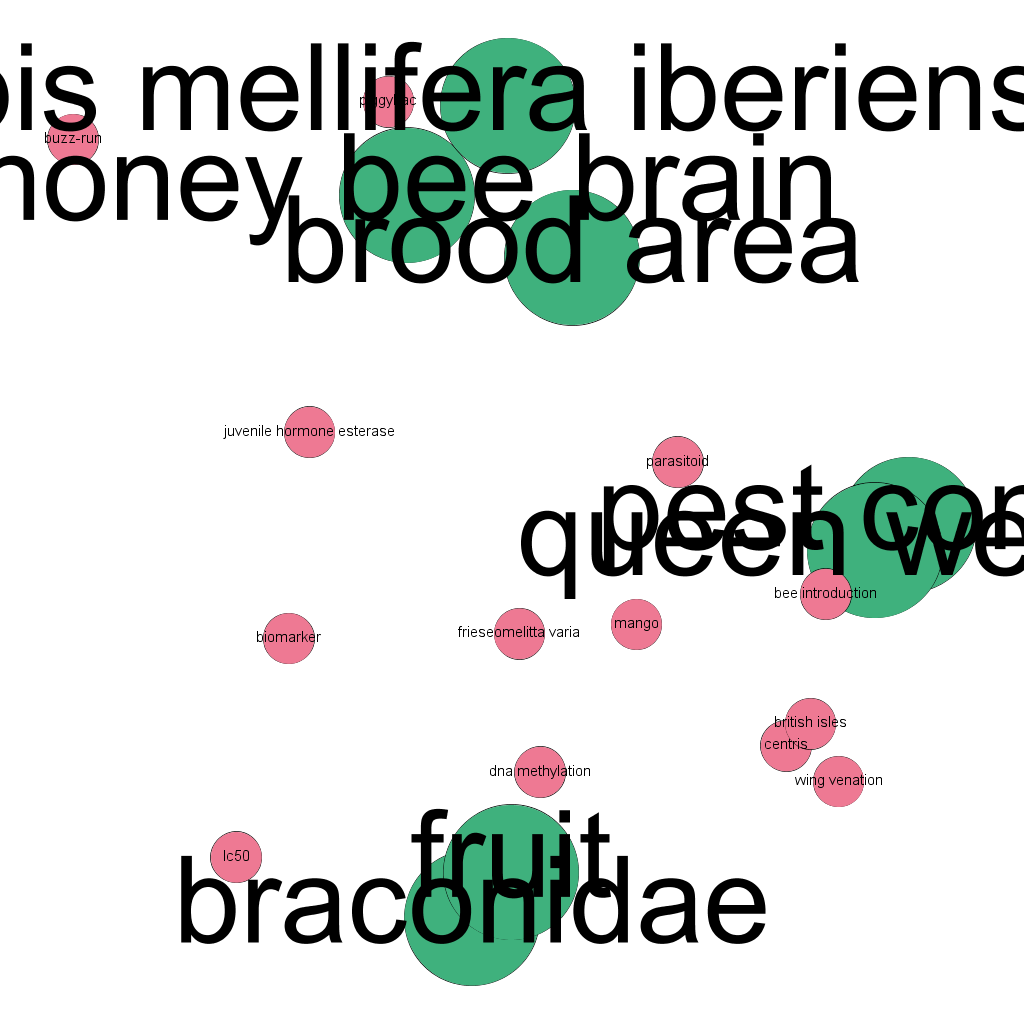 pis mellifera iberiens
piggybac
buzz-run
honey bee brain
brood area
juvenile hormone esterase
parasitoid
pest con
queen we
bee introduction
mango
frieseomelitta varia
biomarker
british isles
centris
dna methylation
wing venation
fruit
lc50
braconidae